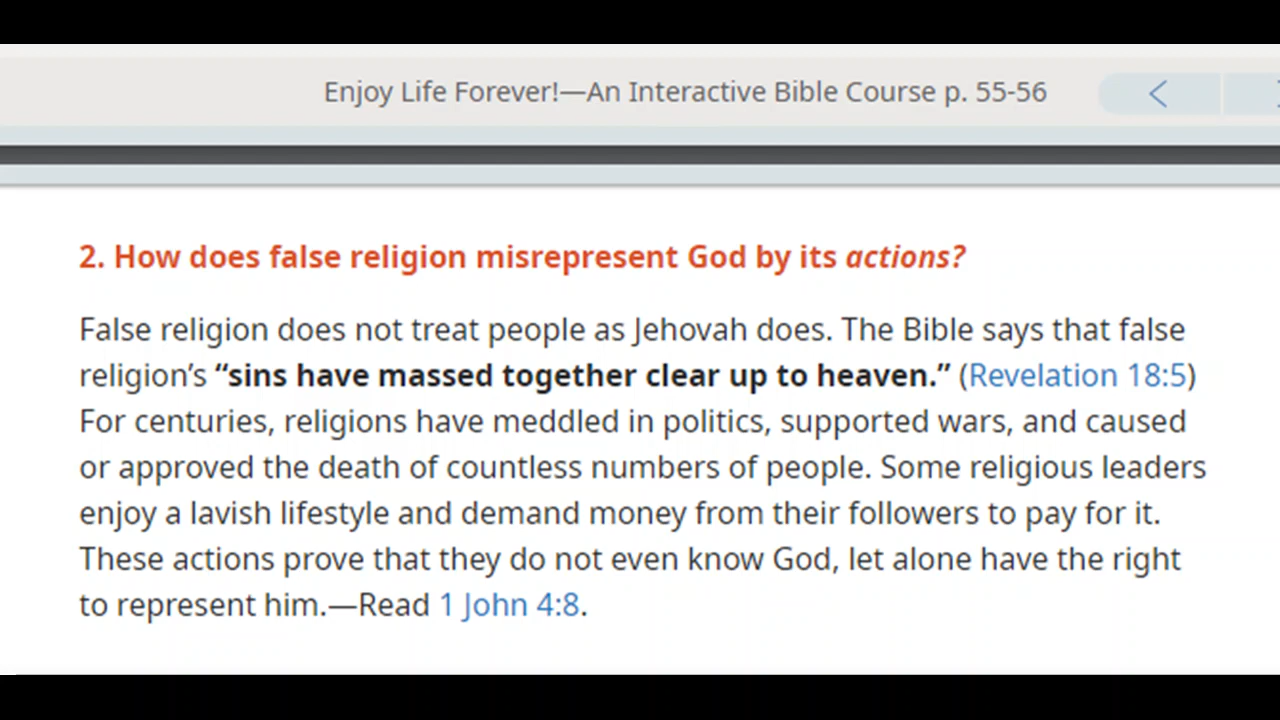 Enjoy Life Forever!—An Interactive Bible Course p. 55-56
2. How does false religion misrepresent God by its actions?
False religion does not treat people as Jehovah does. The Bible says that false
religion’s “sins have massed together clear up to heaven.” (Revelation 18:5)
For centuries, religions have meddled in politics, supported wars, and caused
or approved the death of countless numbers of people. Some religious leaders
enjoy a lavish lifestyle and demand money from their followers to pay for it.
These actions prove that they do not even know God, let alone have the right
to represent him.—Read 1 John 4:8.